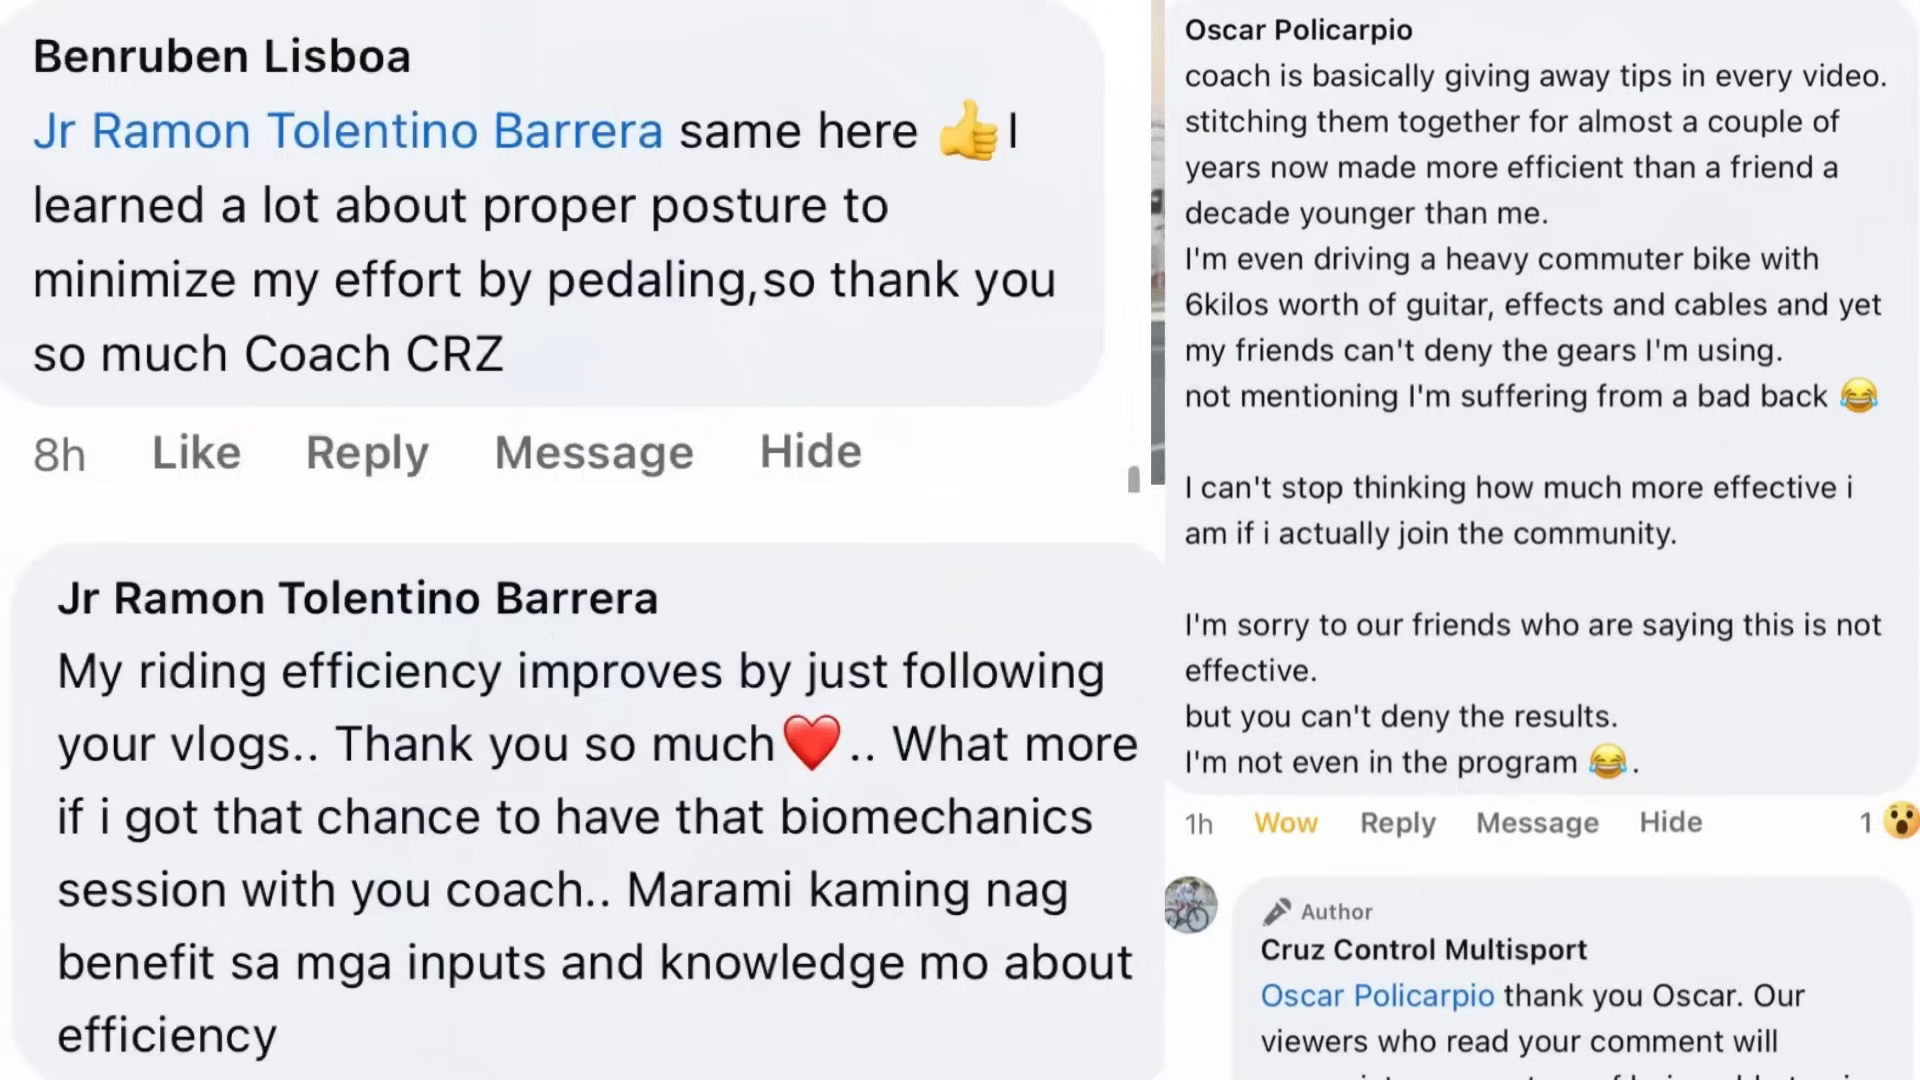 Benruben Lisboa
Jr Ramon Tolentino Barrera same here 👍 I
learned a lot about proper posture to
minimize my effort by pedaling,so thank you
so much Coach CRZ
8h Like Reply Message Hide
Jr Ramon Tolentino Barrera
My riding efficiency improves by just following
your vlogs.. Thank you so much❤️.. What more
if i got that chance to have that biomechanics
session with you coach.. Marami kaming nag
benefit sa mga inputs and knowledge mo about
efficiency
Oscar Policarpio
coach is basically giving away tips in every video.
stitching them together for almost a couple of
years now made more efficient than a friend a
decade younger than me.
I'm even driving a heavy commuter bike with
6kilos worth of guitar, effects and cables and yet
my friends can't deny the gears I'm using.
not mentioning I'm suffering from a bad back 😂
I can't stop thinking how much more effective i
am if i actually join the community.
I'm sorry to our friends who are saying this is not
effective.
but you can't deny the results.
I'm not even in the program 😂.
1h Wow Reply Message Hide 1 😮
Author
Cruz Control Multisport
Oscar Policarpio thank you Oscar. Our
viewers who read your comment will